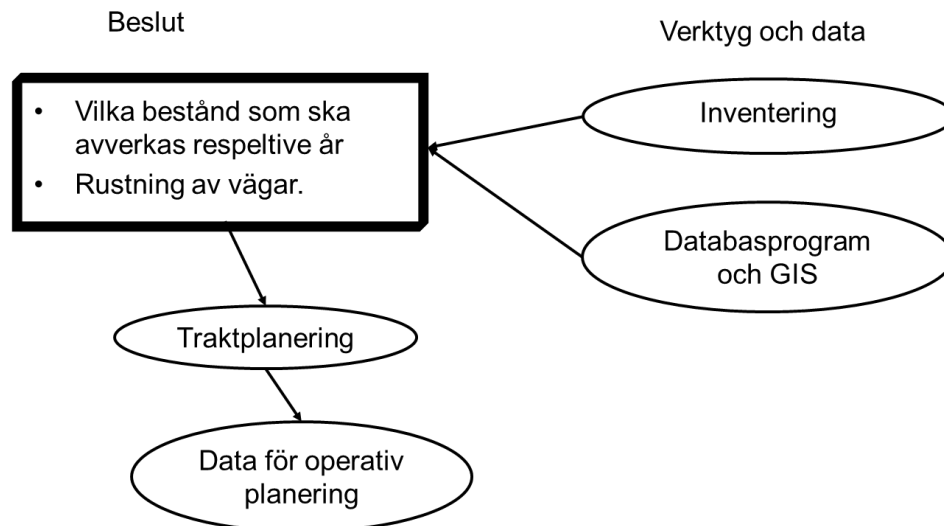 Beslut
Verktyg och data
• Vilka bestånd som ska
avverkas respeltive år
• Rustning av vägar.
Inventering
Databasprogram
och GIS
Traktplanering
Data för operativ
planering